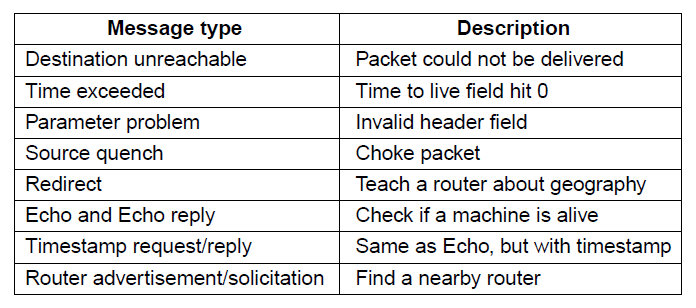 Message type Description
Destination unreachable Packet could not be delivered
Time exceeded Time to live field hit 0
Parameter problem Invalid header field
Source quench Choke packet
Redirect Teach a router about geography
Echo and Echo reply Check if a machine is alive
Timestamp request/reply Same as Echo, but with timestamp
Router advertisement/solicitation Find a nearby router